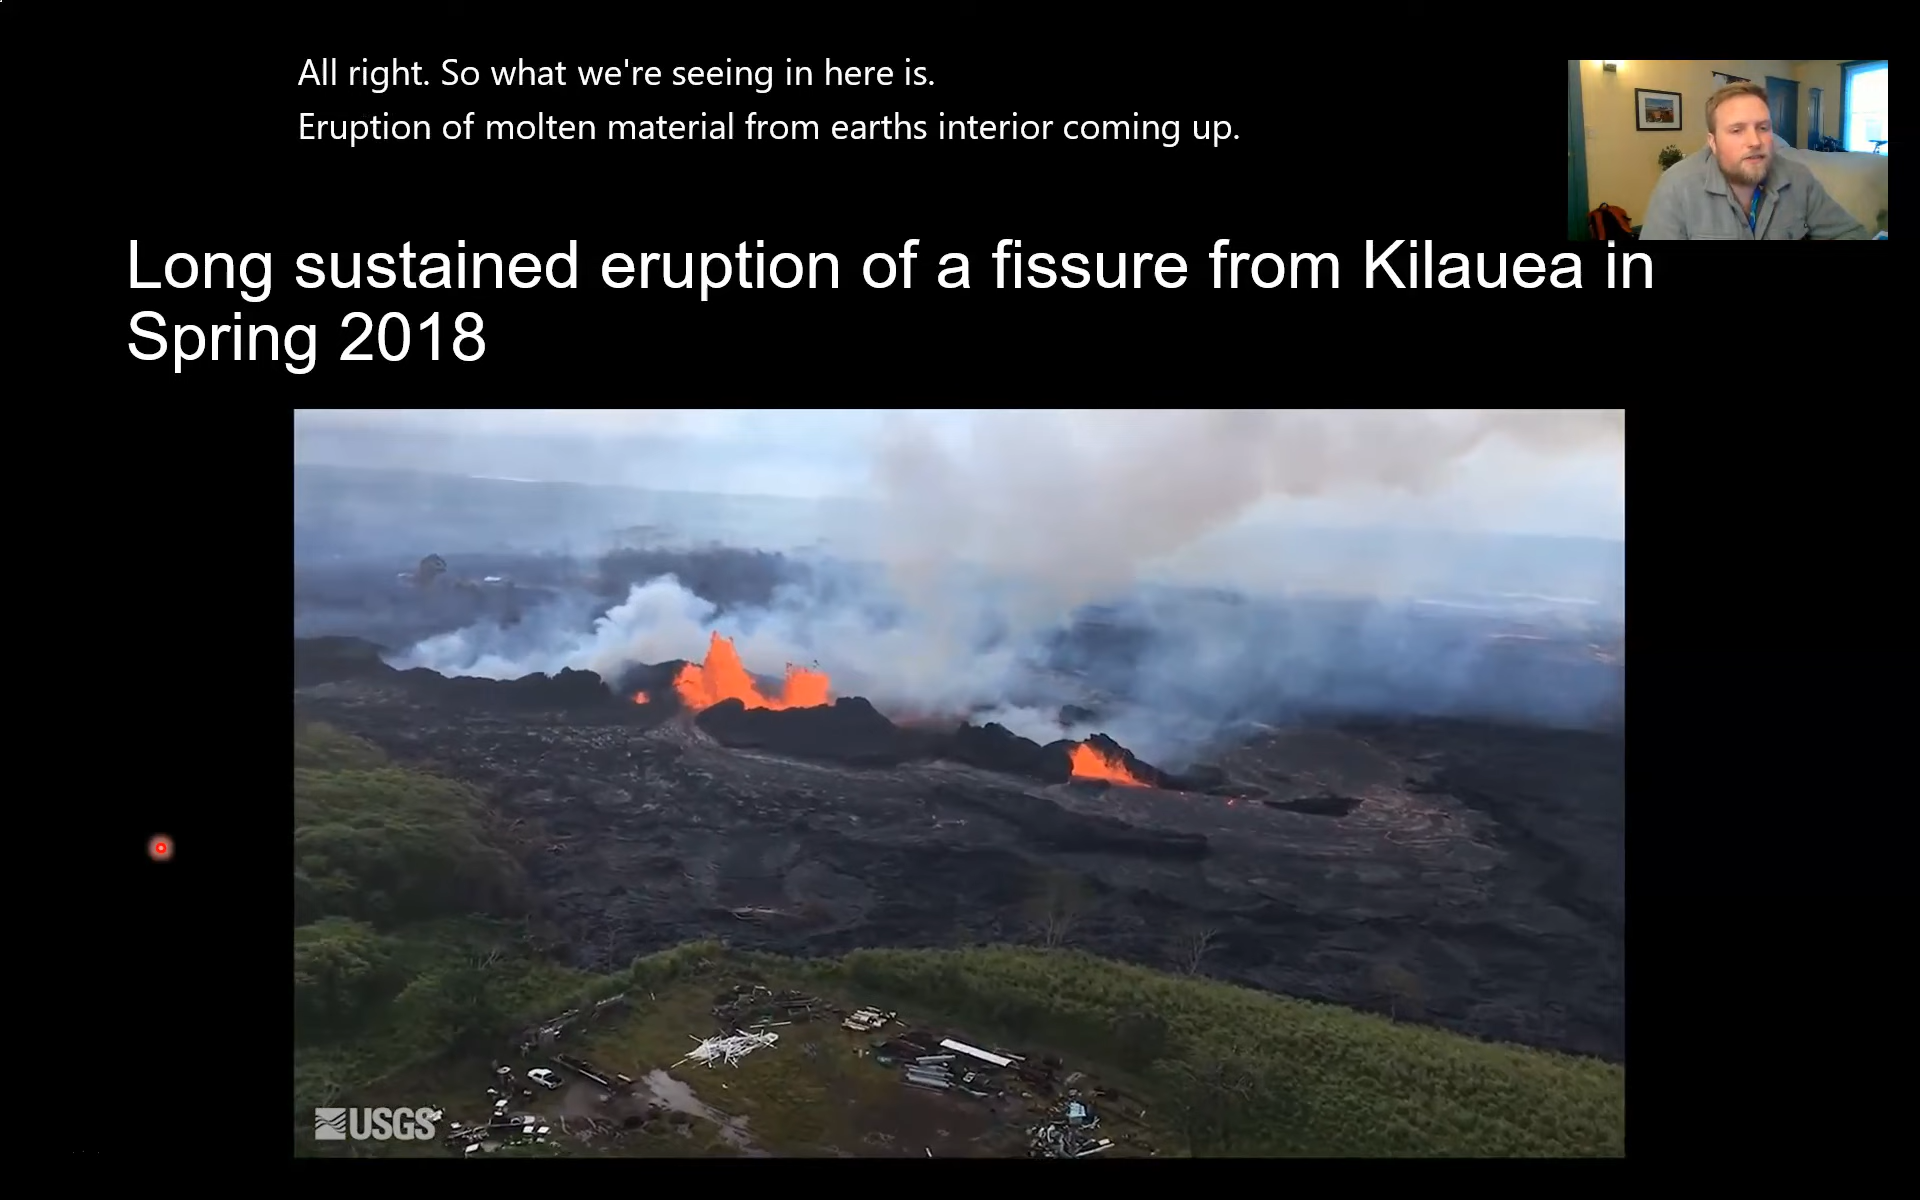 All right. So what we're seeing in here is.
Eruption of molten material from earths interior coming up.
Long sustained eruption of a fissure from Kilauea in
Spring 2018
USGS